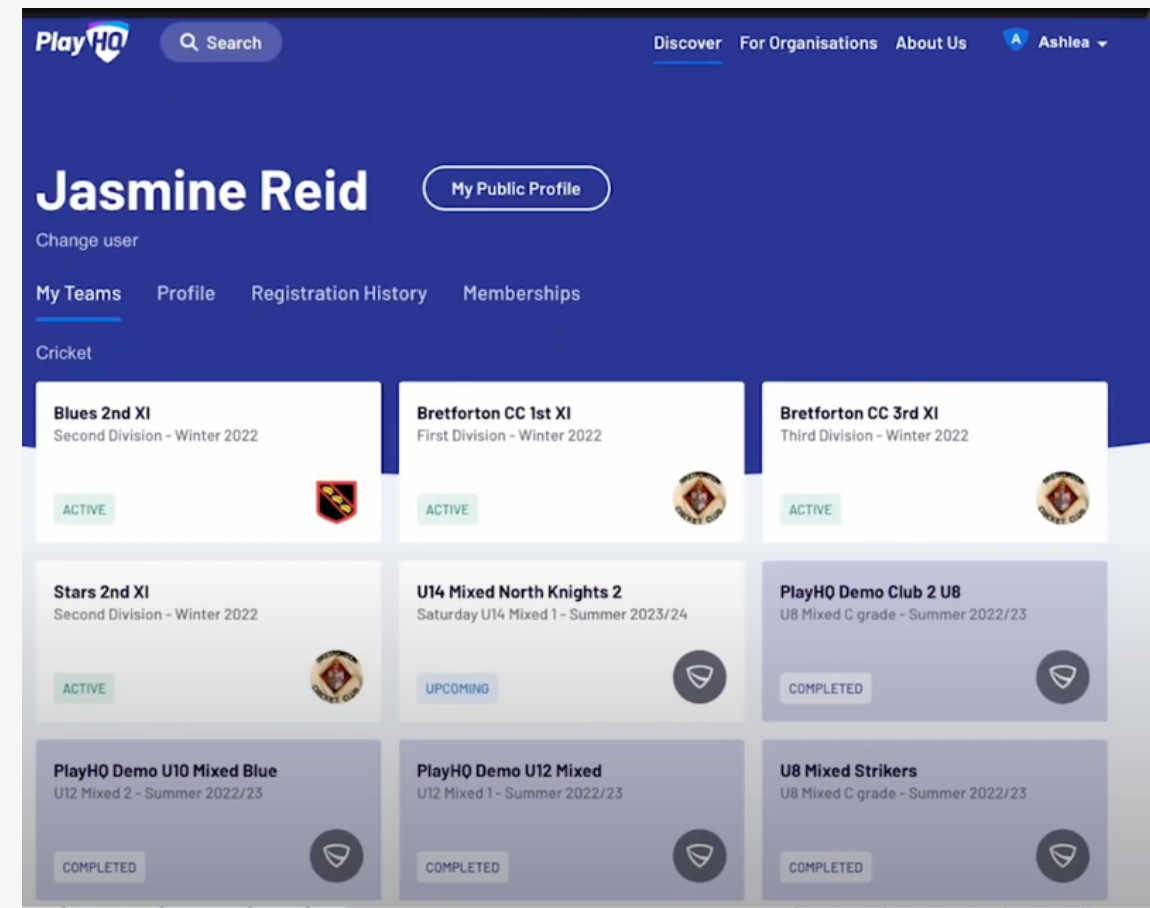 PlayHQ
Search
Discover
For Organisations
About Us
A
Ashlea
Jasmine Reid
My Public Profile
Change user
My Teams
Profile
Registration History
Memberships
Cricket
Blues 2nd XI
Second Division - Winter 2022
ACTIVE
Bretforton CC 1st XI
First Division - Winter 2022
ACTIVE
Bretforton CC 3rd XI
Third Division - Winter 2022
ACTIVE
Stars 2nd XI
Second Division - Winter 2022
ACTIVE
U14 Mixed North Knights 2
Saturday U14 Mixed 1 - Summer 2023/24
UPCOMING
PlayHQ Demo Club 2 U8
U8 Mixed C grade - Summer 2022/23
COMPLETED
PlayHQ Demo U10 Mixed Blue
U12 Mixed 2 - Summer 2022/23
COMPLETED
PlayHQ Demo U12 Mixed
U12 Mixed 1 - Summer 2022/23
COMPLETED
U8 Mixed Strikers
U8 Mixed C grade - Summer 2022/23
COMPLETED